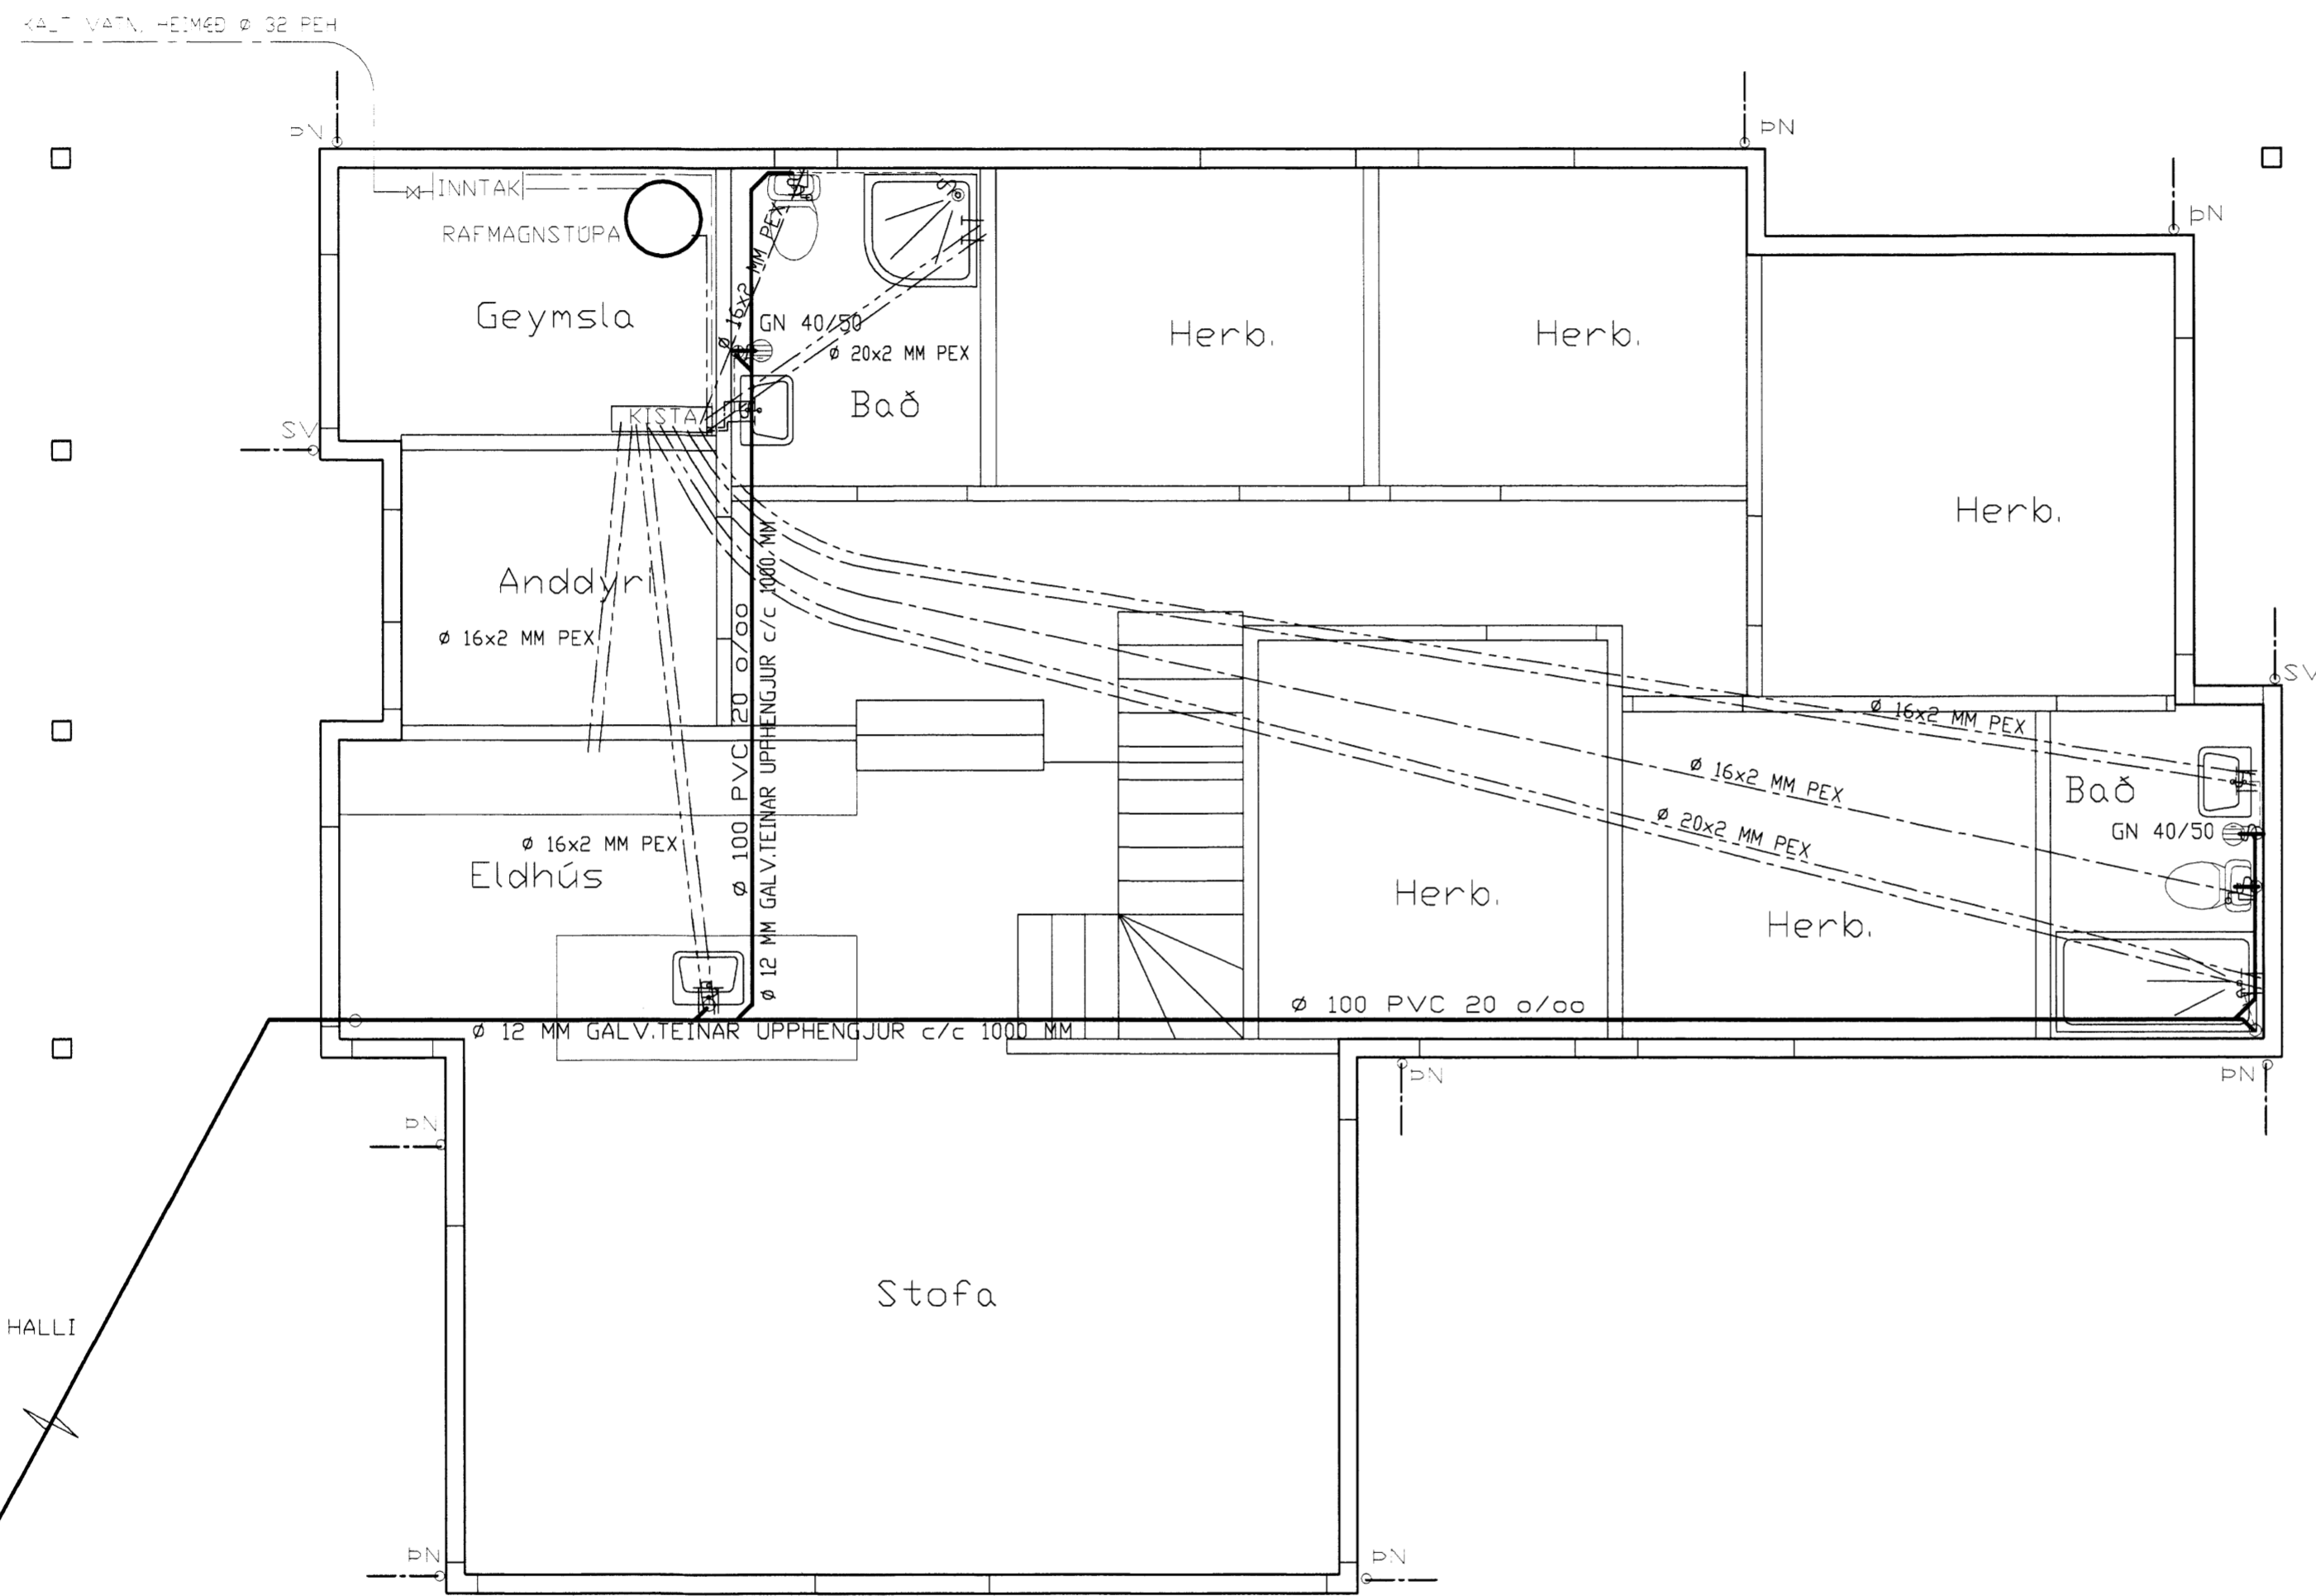 KALT VATN, HEIMÆÐ Ø 32 PEH
ÞN
ÞN
ÞN
INNTAK
RAFMAGNSTÚPA
Geymsla
Ø 16x2 MM PEX
GN 40/50
Ø 20x2 MM PEX
Bað
Herb.
Herb.
Herb.
KISTA
SV
Anddyri
Ø 16x2 MM PEX
Ø 100 PVC 20 o/oo
Ø 12 MM GALV.TEINAR UPPHENGJUR c/c 1000 MM
SV
Ø 16x2 MM PEX
Ø 16x2 MM PEX
Ø 20x2 MM PEX
Bað
GN 40/50
Ø 16x2 MM PEX
Eldhús
Herb.
Herb.
Ø 100 PVC 20 o/oo
Ø 12 MM GALV.TEINAR UPPHENGJUR c/c 1000 MM
ÞN
ÞN
ÞN
Stofa
HALLI
ÞN
ÞN